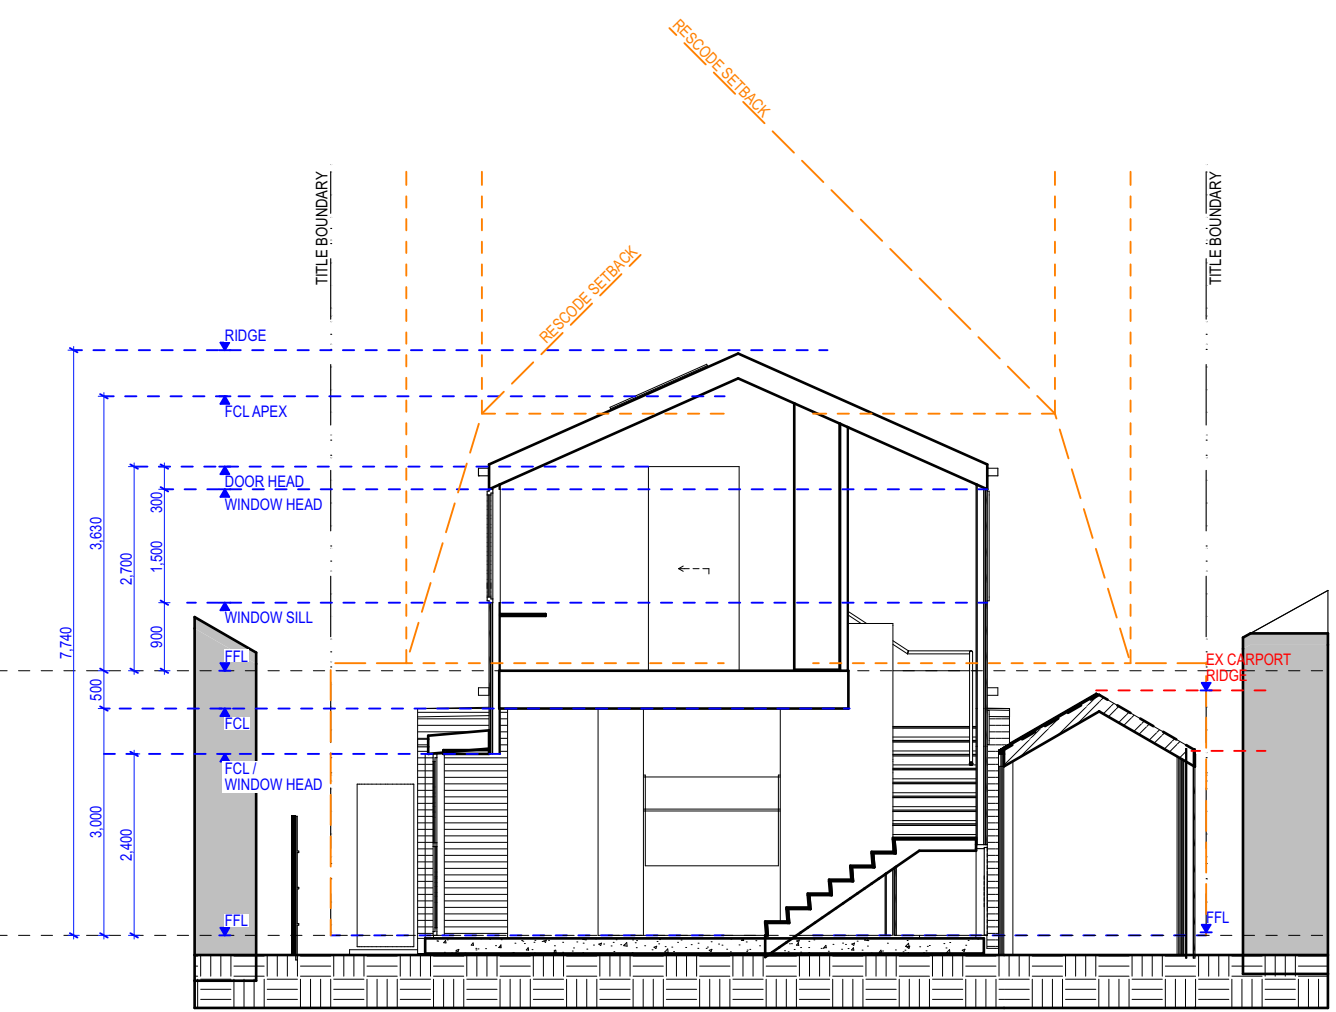 RESCODE SETBACK
TITLE BOUNDARY
TITLE BOUNDARY
RESCODE SETBACK
RIDGE
FCL APEX
DOOR HEAD
WINDOW HEAD
300
3,630
2,700
1,500
WINDOW SILL
900
7,740
FFL
EX CARPORT
RIDGE
500
FCL
FCL /
WINDOW HEAD
3,000
2,400
FFL
FFL